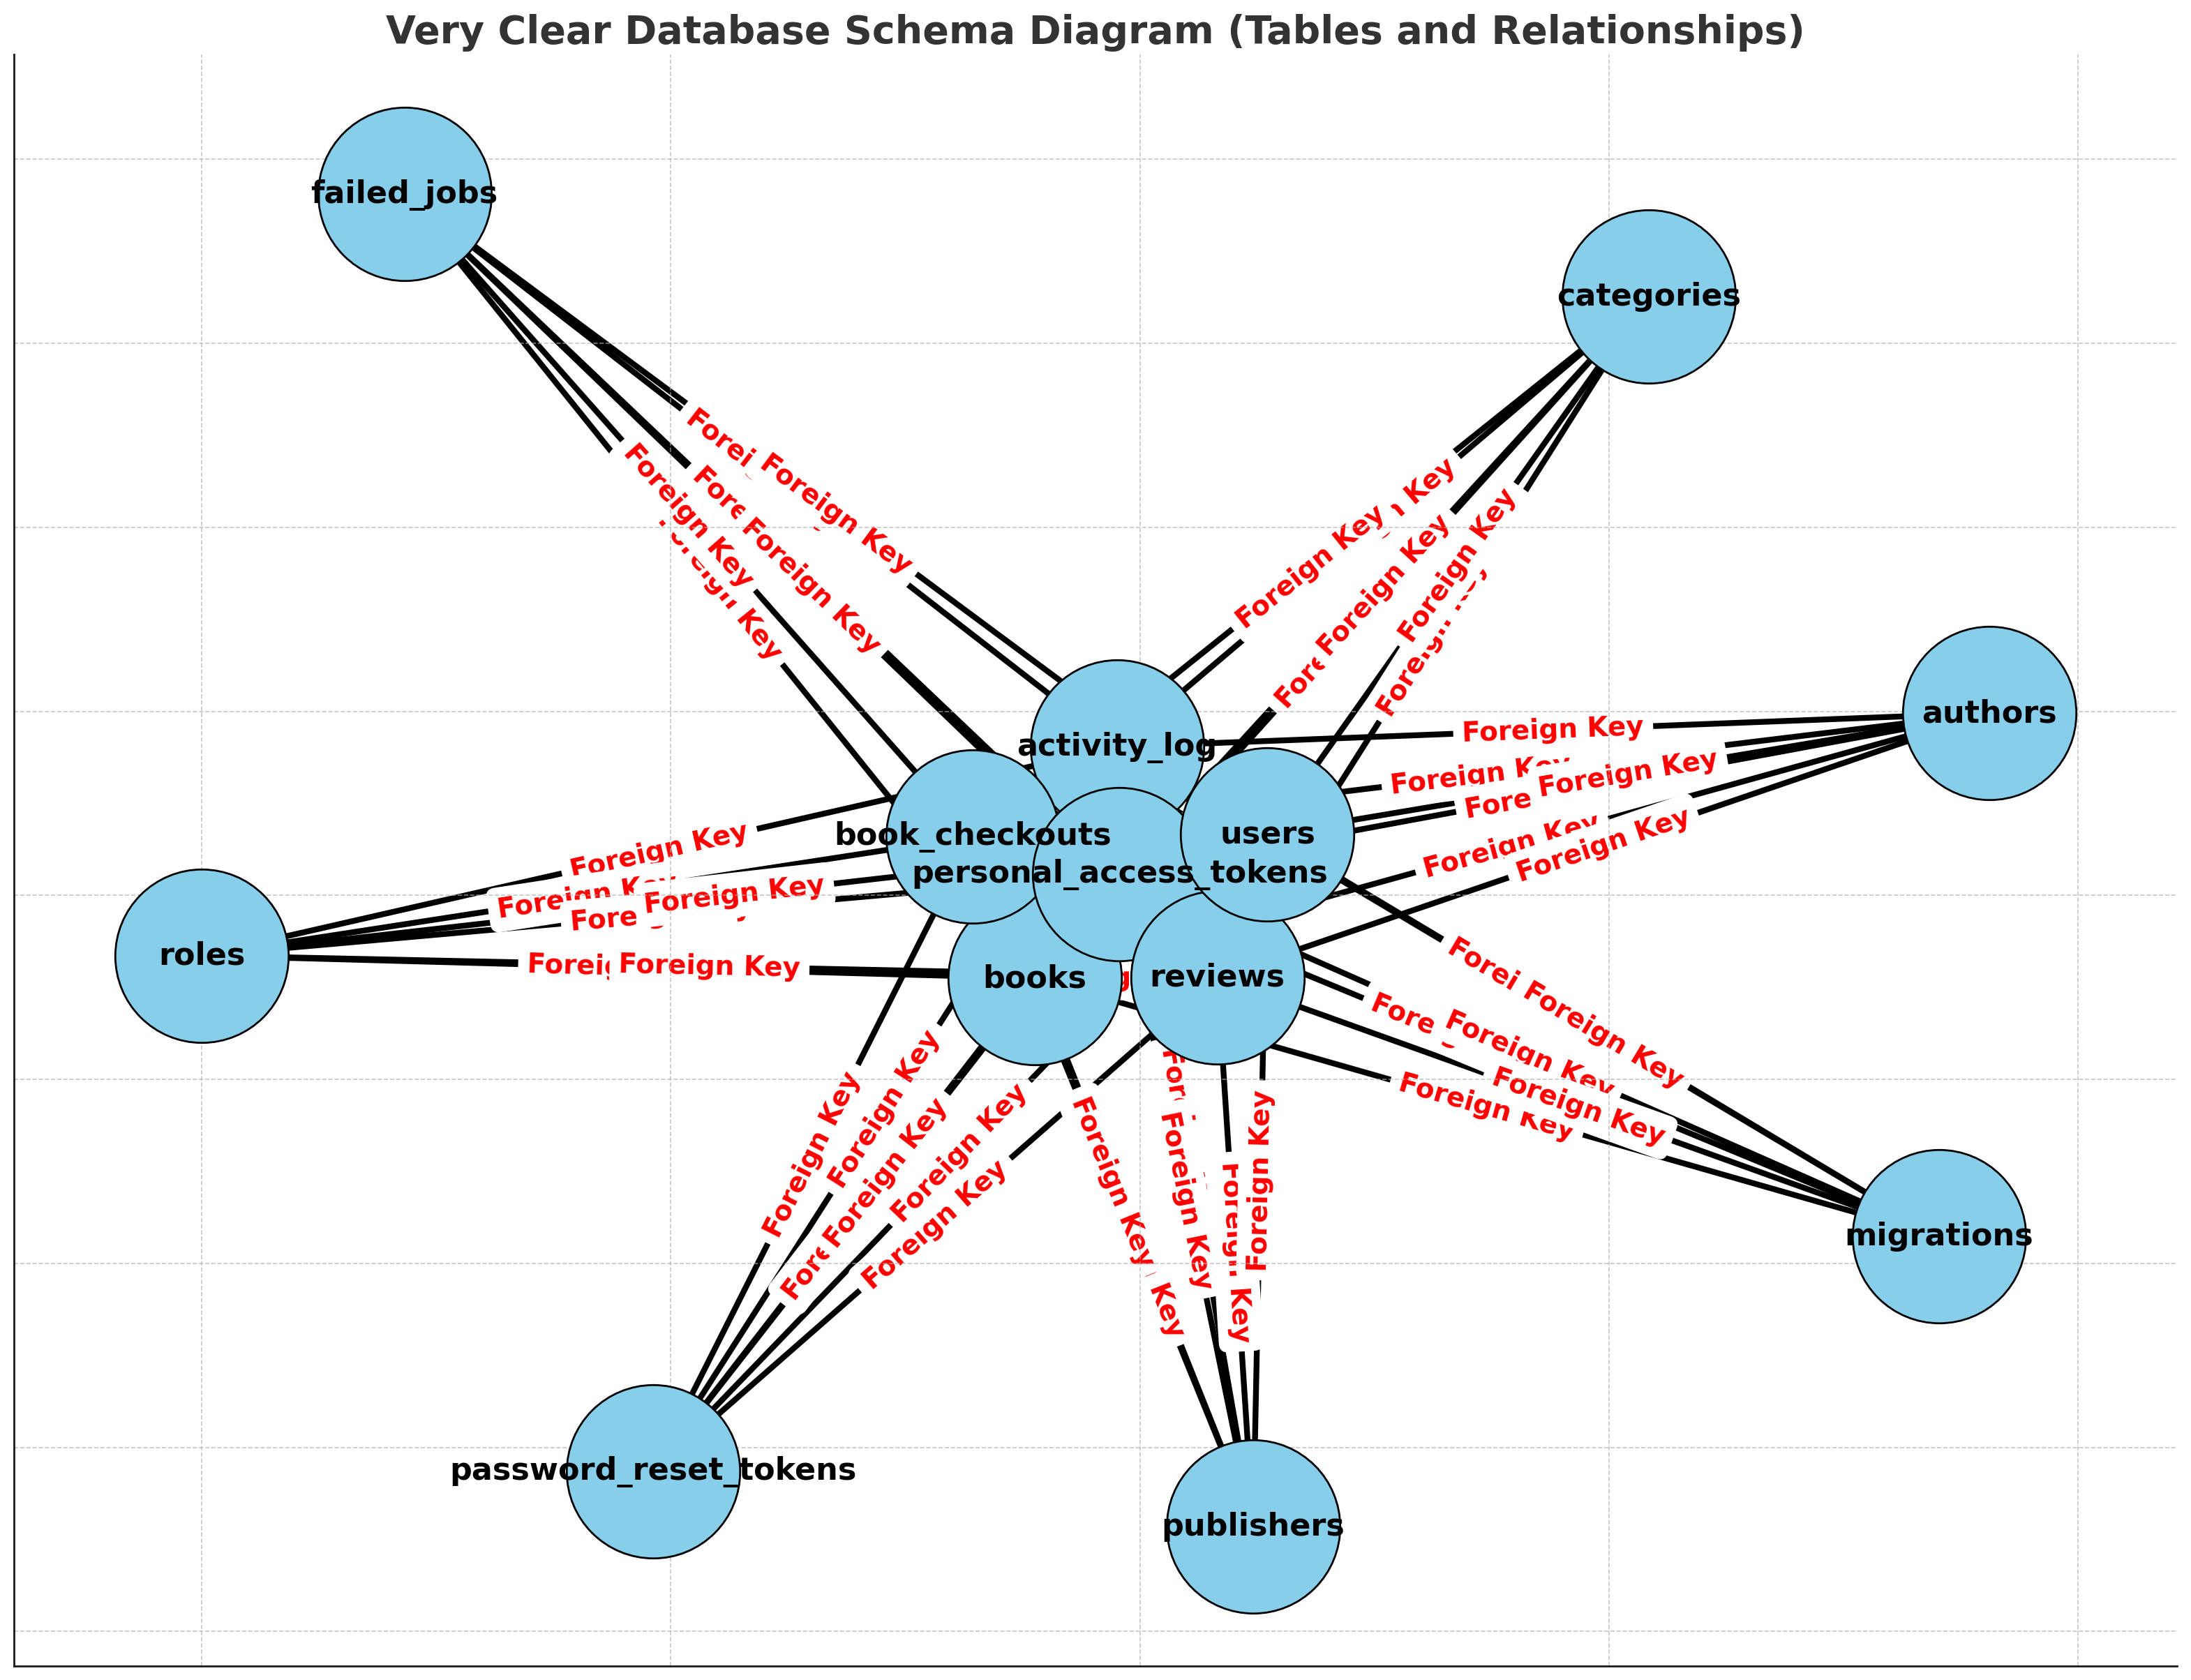 Very Clear Database Schema Diagram (Tables and Relationships)
failed_jobs
categories
Foreign Key
Foreign Key
Foreign Key
Foreign Key
Foreign Key
Foreign Key
Foreign Key
authors
Foreign Key
activity_log
Foreign Key
Foreign Key
Foreign Key
Foreign Key
book_checkouts
users
personal_access_tokens
Foreign Key
Foreign Key
roles
Foreign Key
books
reviews
Foreign Key
Foreign Key
Foreign Key
Foreign Key
Foreign Key
Foreign Key
Foreign Key
Foreign Key
Foreign Key
Foreign Key
Foreign Key
Foreign Key
Foreign Key
migrations
password_reset_tokens
publishers